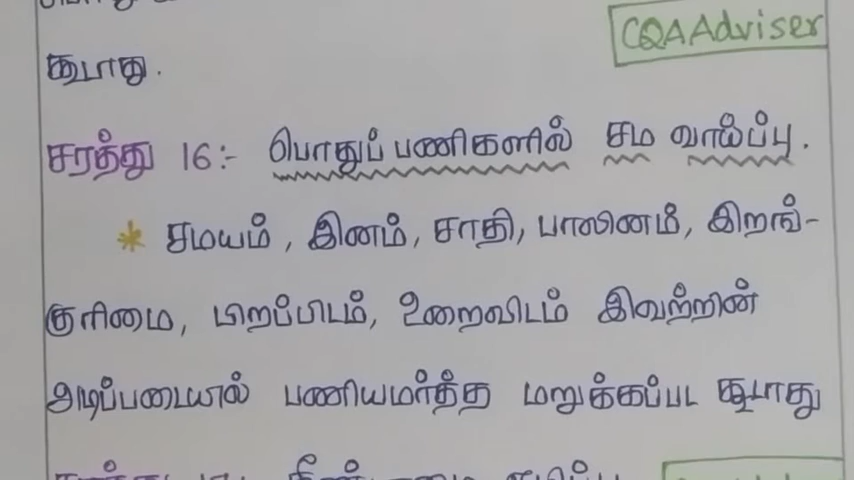 CQAAdviser
கூடாது.
சரத்து 16:- பொதுப் பணிகளில் சம வாய்ப்பு.
* சமயம், இனம், சாதி, பாலினம், இறங்-
குரிமை, பிறப்பிடம், உறைவிடம் இவற்றின்
அடிப்படையில் பணியமர்த்த மறுக்கப்பட கூடாது